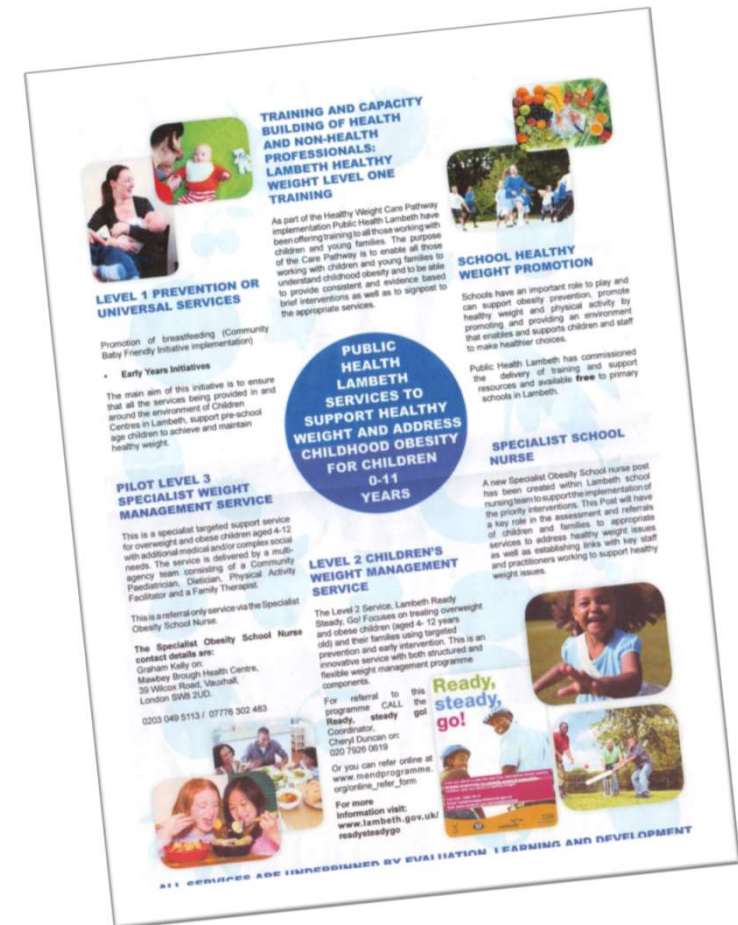 TRAINING AND CAPACITY
BUILDING OF HEALTH
AND NON-HEALTH
PROFESSIONALS:
LAMBETH HEALTHY
WEIGHT LEVEL ONE
TRAINING
As part of the Healthy Weight Care Pathway
implementation Public Health Lambeth have
been offering training to all those working with
children and young families. The purpose
of the Care Pathway is to enable all those
working with children and young families to
understand childhood obesity and to be able
to provide consistent and evidence based
brief interventions as well as to signpost to
the appropriate services.
LEVEL 1 PREVENTION OR
UNIVERSAL SERVICES
Promotion of breastfeeding (Community
Baby Friendly Initiative implementation)
• Early Years Initiatives
The main aim of this initiative is to ensure
that all the services being provided in and
around the environment of Children
Centres in Lambeth, support pre-school
age children to achieve and maintain
healthy weight.
SCHOOL HEALTHY
WEIGHT PROMOTION
Schools have an important role to play and
can support obesity prevention, promote
healthy weight and physical activity by
promoting and providing an environment
that enables and supports children and staff
to make healthier choices.
Public Health Lambeth has commissioned
the delivery of training and support
resources and available free to primary
schools in Lambeth.
PUBLIC
HEALTH
LAMBETH
SERVICES TO
SUPPORT HEALTHY
WEIGHT AND ADDRESS
CHILDHOOD OBESITY
FOR CHILDREN
0-11
YEARS
PILOT LEVEL 3
SPECIALIST WEIGHT
MANAGEMENT SERVICE
This is a specialist targeted support service
for overweight and obese children aged 4-12
with additional medical and/or complex social
needs. The service is delivered by a multi-
agency team consisting of a Community
Paediatrician, Dietician, Physical Activity
Facilitator and a Family Therapist.
This is a referral only service via the Specialist
Obesity School Nurse.
The Specialist Obesity School Nurse
contact details are:
Graham Kelly on:
Mawbey Brough Health Centre,
39 Wilcox Road, Vauxhall,
London SW8 2UD.
0203 049 5113 / 07776 302 483
SPECIALIST SCHOOL
NURSE
A new Specialist Obesity School nurse post
has been created within Lambeth school
nursing team to support the implementation of
the priority interventions. This Post will have
a key role in the assessment and referrals
of children and families to appropriate
services to address healthy weight issues
as well as establishing links with key staff
and practitioners working to support healthy
weight issues.
LEVEL 2 CHILDREN'S
WEIGHT MANAGEMENT
SERVICE
The Level 2 Service, Lambeth Ready
Steady, Go! Focuses on treating overweight
and obese children (aged 4- 12 years
old) and their families using targeted
prevention and early intervention. This is an
innovative service with both structured and
flexible weight management programme
components.
For referral to this
programme CALL the
Ready, steady go!
Coordinator,
Cheryl Duncan on:
020 7926 0619
Or you can refer online at
www.mendprogramme.
org/online_refer_form
For more
Information visit:
www.lambeth.gov.uk/
readysteadygo
Ready,
steady,
go!
ALL SERVICES ARE UNDERPINNED BY EVALUATION, LEARNING AND DEVELOPMENT